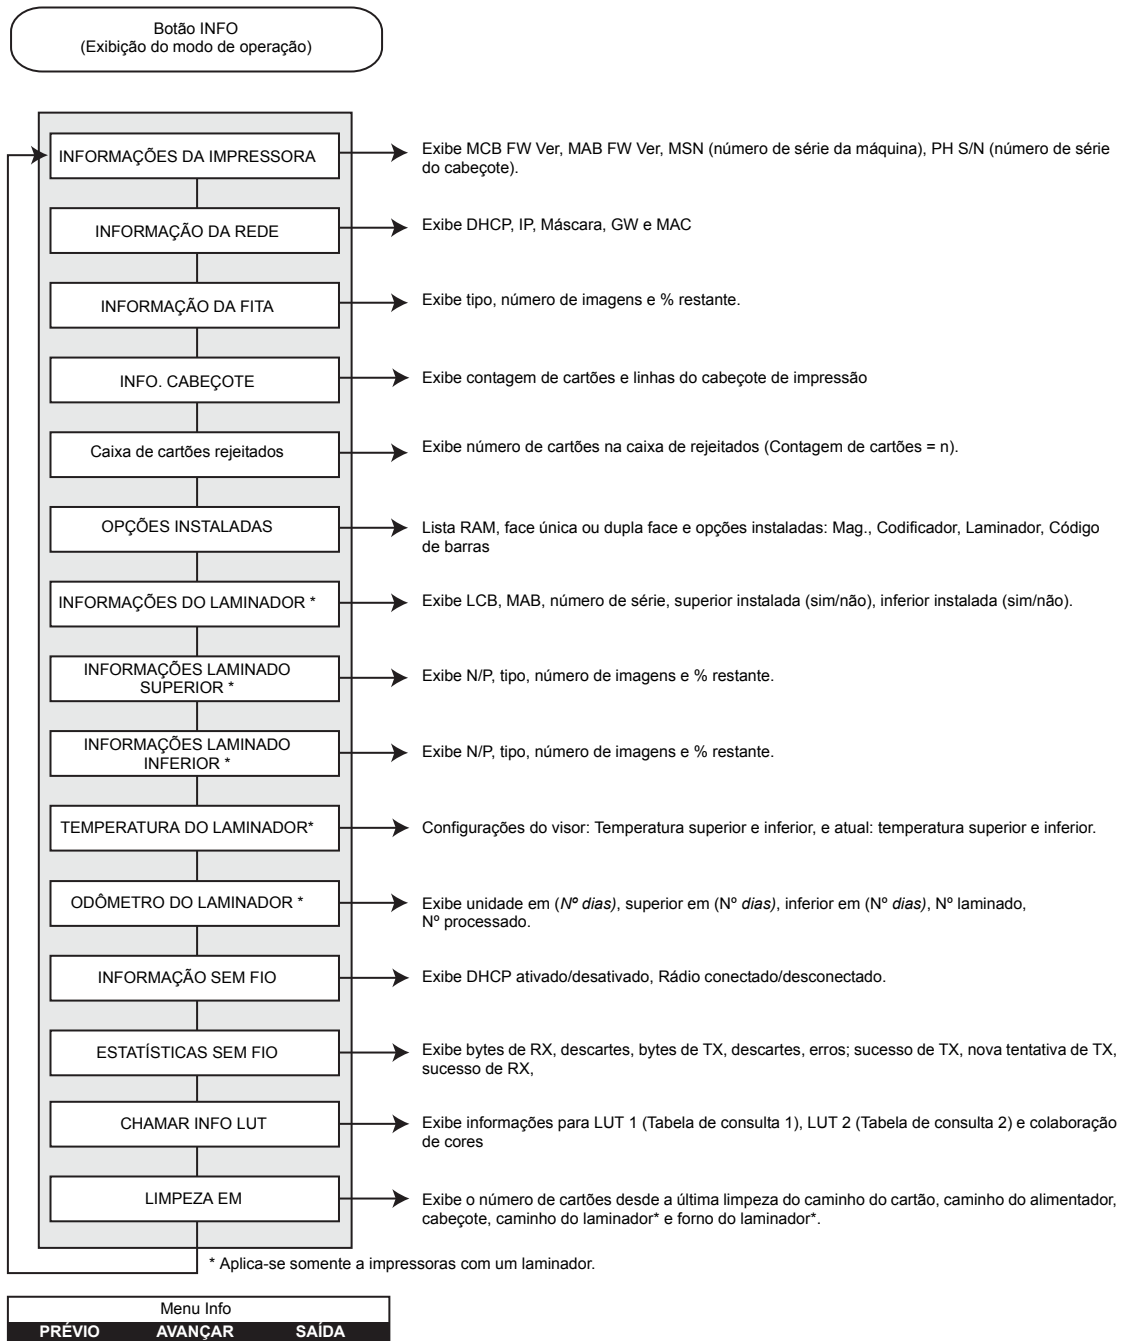 Botão INFO
(Exibição do modo de operação)
INFORMAÇÕES DA IMPRESSORA
Exibe MCB FW Ver, MAB FW Ver, MSN (número de série da máquina), PH S/N (número de série
do cabeçote).
INFORMAÇÃO DA REDE
Exibe DHCP, IP, Máscara, GW e MAC
INFORMAÇÃO DA FITA
Exibe tipo, número de imagens e % restante.
INFO. CABEÇOTE
Exibe contagem de cartões e linhas do cabeçote de impressão
Caixa de cartões rejeitados
Exibe número de cartões na caixa de rejeitados (Contagem de cartões = n).
OPÇÕES INSTALADAS
Lista RAM, face única ou dupla face e opções instaladas: Mag., Codificador, Laminador, Código
de barras
INFORMAÇÕES DO LAMINADOR *
Exibe LCB, MAB, número de série, superior instalada (sim/não), inferior instalada (sim/não).
INFORMAÇÕES LAMINADO
SUPERIOR *
Exibe N/P, tipo, número de imagens e % restante.
INFORMAÇÕES LAMINADO
INFERIOR *
Exibe N/P, tipo, número de imagens e % restante.
TEMPERATURA DO LAMINADOR*
Configurações do visor: Temperatura superior e inferior, e atual: temperatura superior e inferior.
ODÔMETRO DO LAMINADOR *
Exibe unidade em (Nº dias), superior em (Nº dias), inferior em (Nº dias), Nº laminado,
Nº processado.
INFORMAÇÃO SEM FIO
Exibe DHCP ativado/desativado, Rádio conectado/desconectado.
ESTATÍSTICAS SEM FIO
Exibe bytes de RX, descartes, bytes de TX, descartes, erros; sucesso de TX, nova tentativa de TX,
sucesso de RX,
CHAMAR INFO LUT
Exibe informações para LUT 1 (Tabela de consulta 1), LUT 2 (Tabela de consulta 2) e colaboração
de cores
LIMPEZA EM
Exibe o número de cartões desde a última limpeza do caminho do cartão, caminho do alimentador,
cabeçote, caminho do laminador* e forno do laminador*.
* Aplica-se somente a impressoras com um laminador.
Menu Info
PRÉVIO AVANÇAR SAÍDA